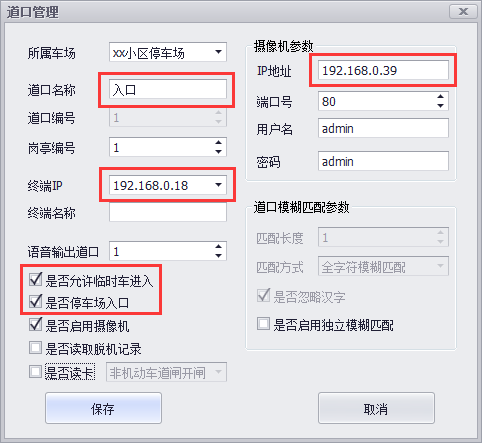 道口管理
所属车场 xx小区停车场
道口名称 入口
道口编号 1
岗亭编号 1
终端IP 192.168.0.18
终端名称
语音输出道口 1
是否允许临时车进入
是否停车场入口
是否启用摄像机
是否读取脱机记录
是否读卡 非机动车道闸开闸
摄像机参数
IP地址 192.168.0.39
端口号 80
用户名 admin
密码 admin
道口模糊匹配参数
匹配长度 1
匹配方式 全字符模糊匹配
是否忽略汉字
是否启用独立模糊匹配
保存
取消